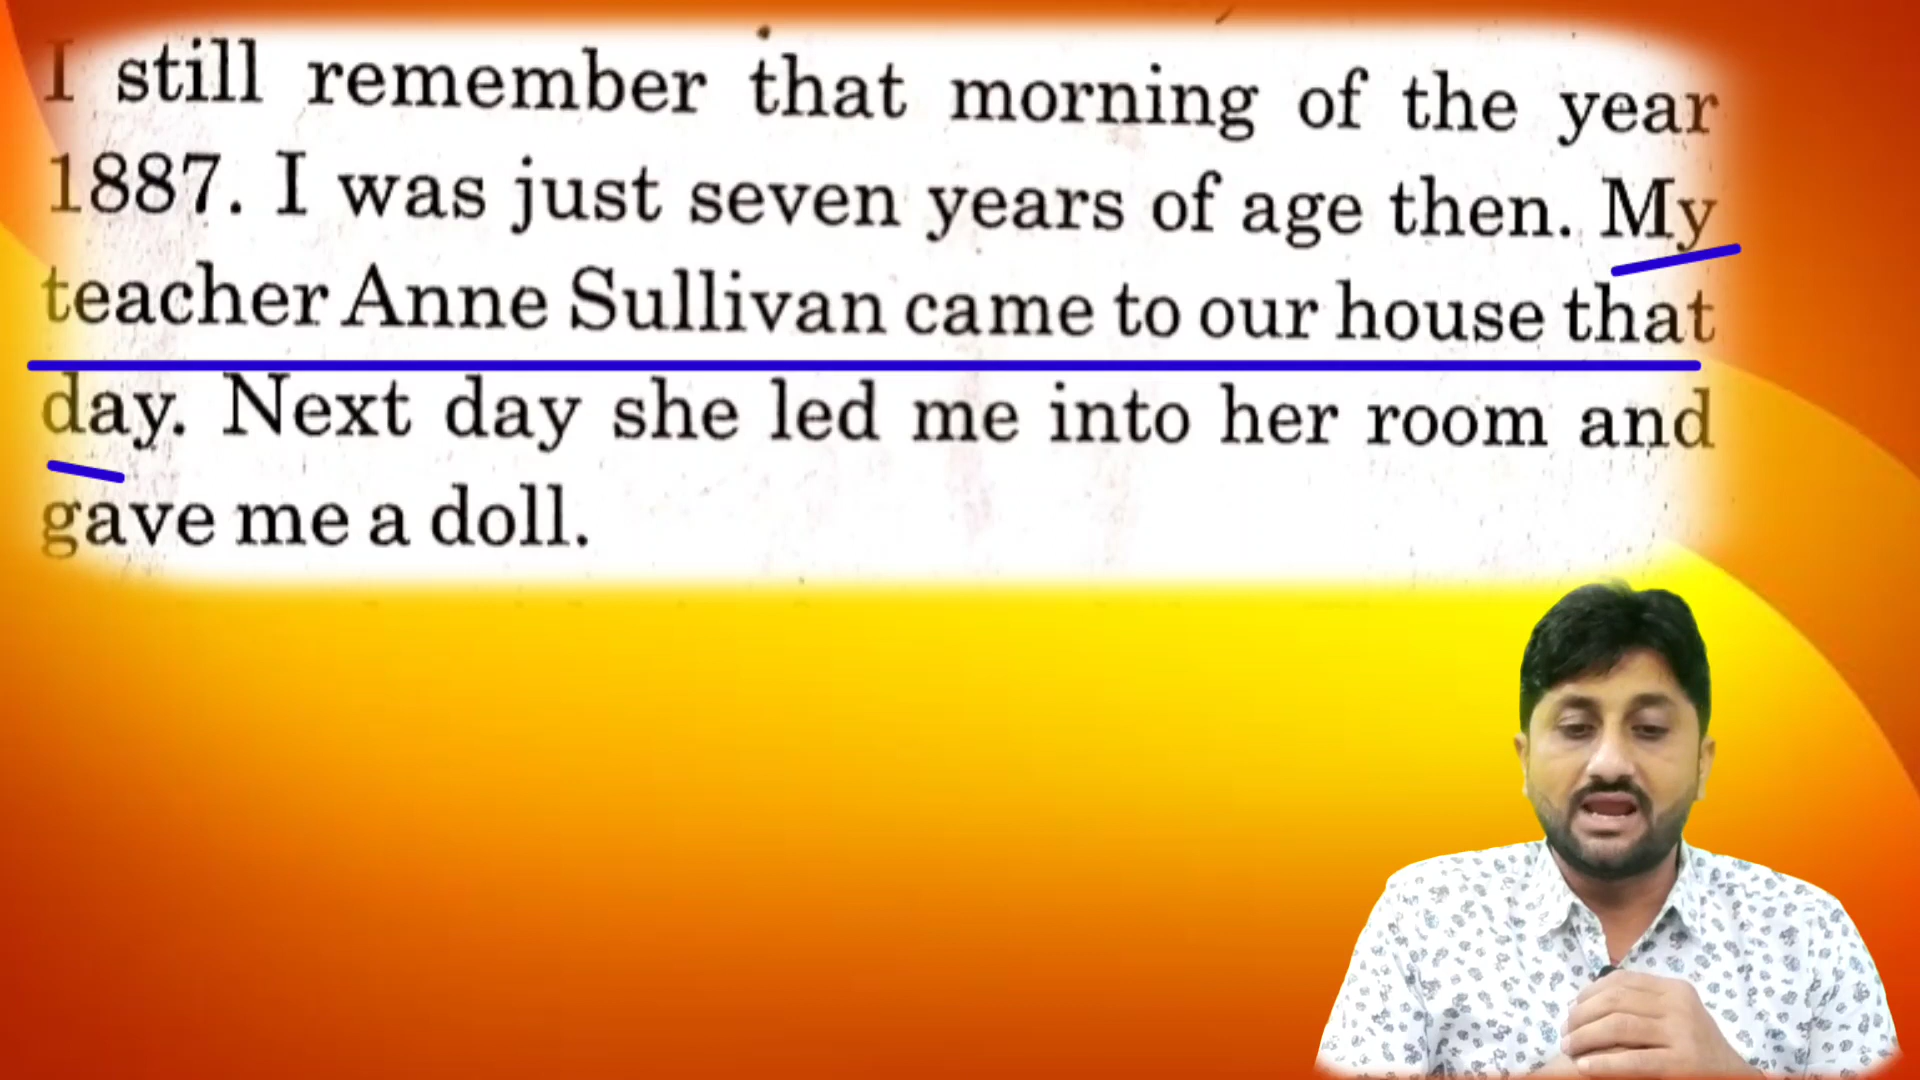 I still remember that morning of the year
1887. I was just seven years of age then. My
teacher Anne Sullivan came to our house that
day. Next day she led me into her room and
gave me a doll.